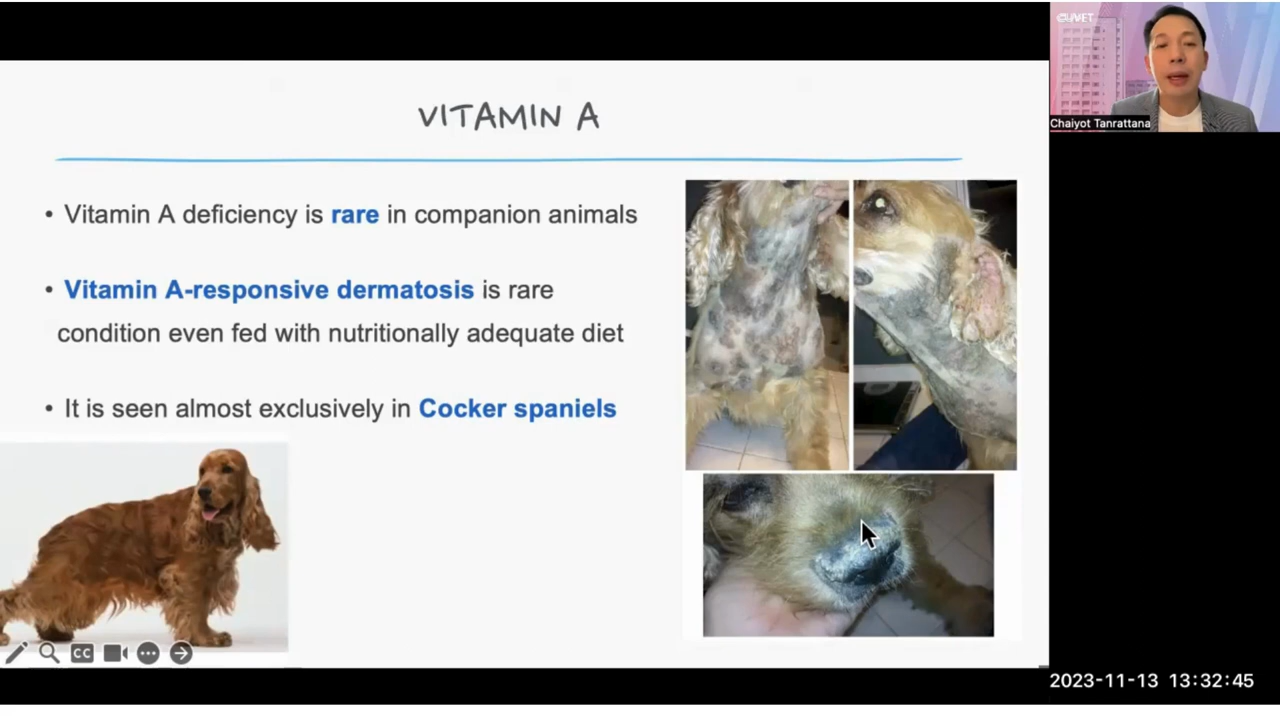 VITAMIN A
• Vitamin A deficiency is rare in companion animals
• Vitamin A-responsive dermatosis is rare
condition even fed with nutritionally adequate diet
• It is seen almost exclusively in Cocker spaniels
CC
Chaiyot Tanrattana
2023-11-13 13:32:45